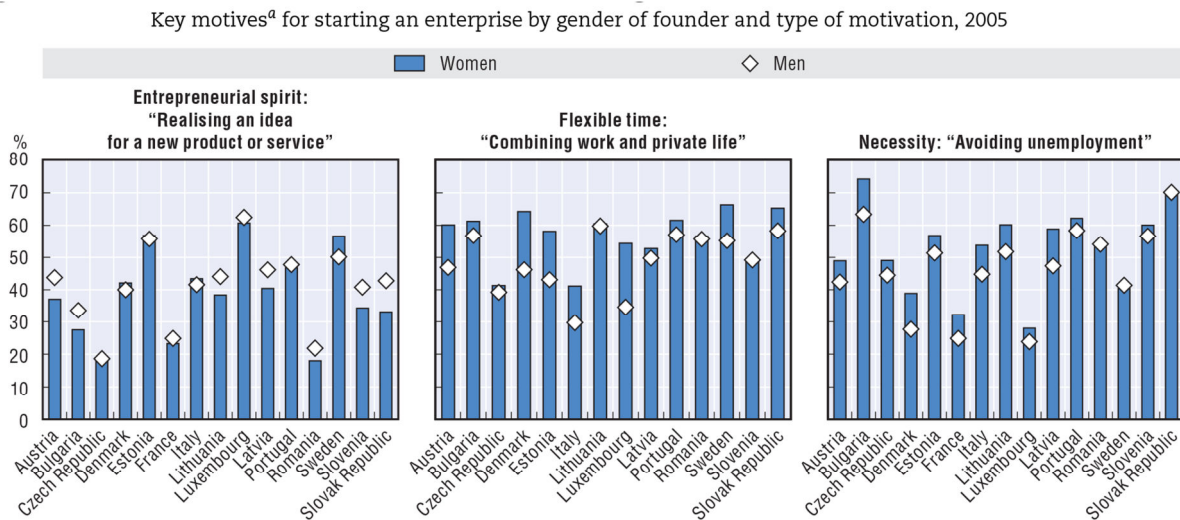 Key motivesᵃ for starting an enterprise by gender of founder and type of motivation, 2005
Women
Men
Entrepreneurial spirit:
“Realising an idea
for a new product or service”
%
80
70
60
50
40
30
20
10
0
Austria
Bulgaria
Czech Republic
Denmark
Estonia
France
Italy
Lithuania
Luxembourg
Latvia
Portugal
Romania
Sweden
Slovenia
Slovak Republic
Flexible time:
“Combining work and private life”
Austria
Bulgaria
Czech Republic
Denmark
Estonia
Italy
Lithuania
Luxembourg
Latvia
Portugal
Romania
Sweden
Slovenia
Slovak Republic
Necessity: “Avoiding unemployment”
Austria
Bulgaria
Czech Republic
Denmark
Estonia
France
Italy
Lithuania
Luxembourg
Latvia
Portugal
Romania
Sweden
Slovenia
Slovak Republic